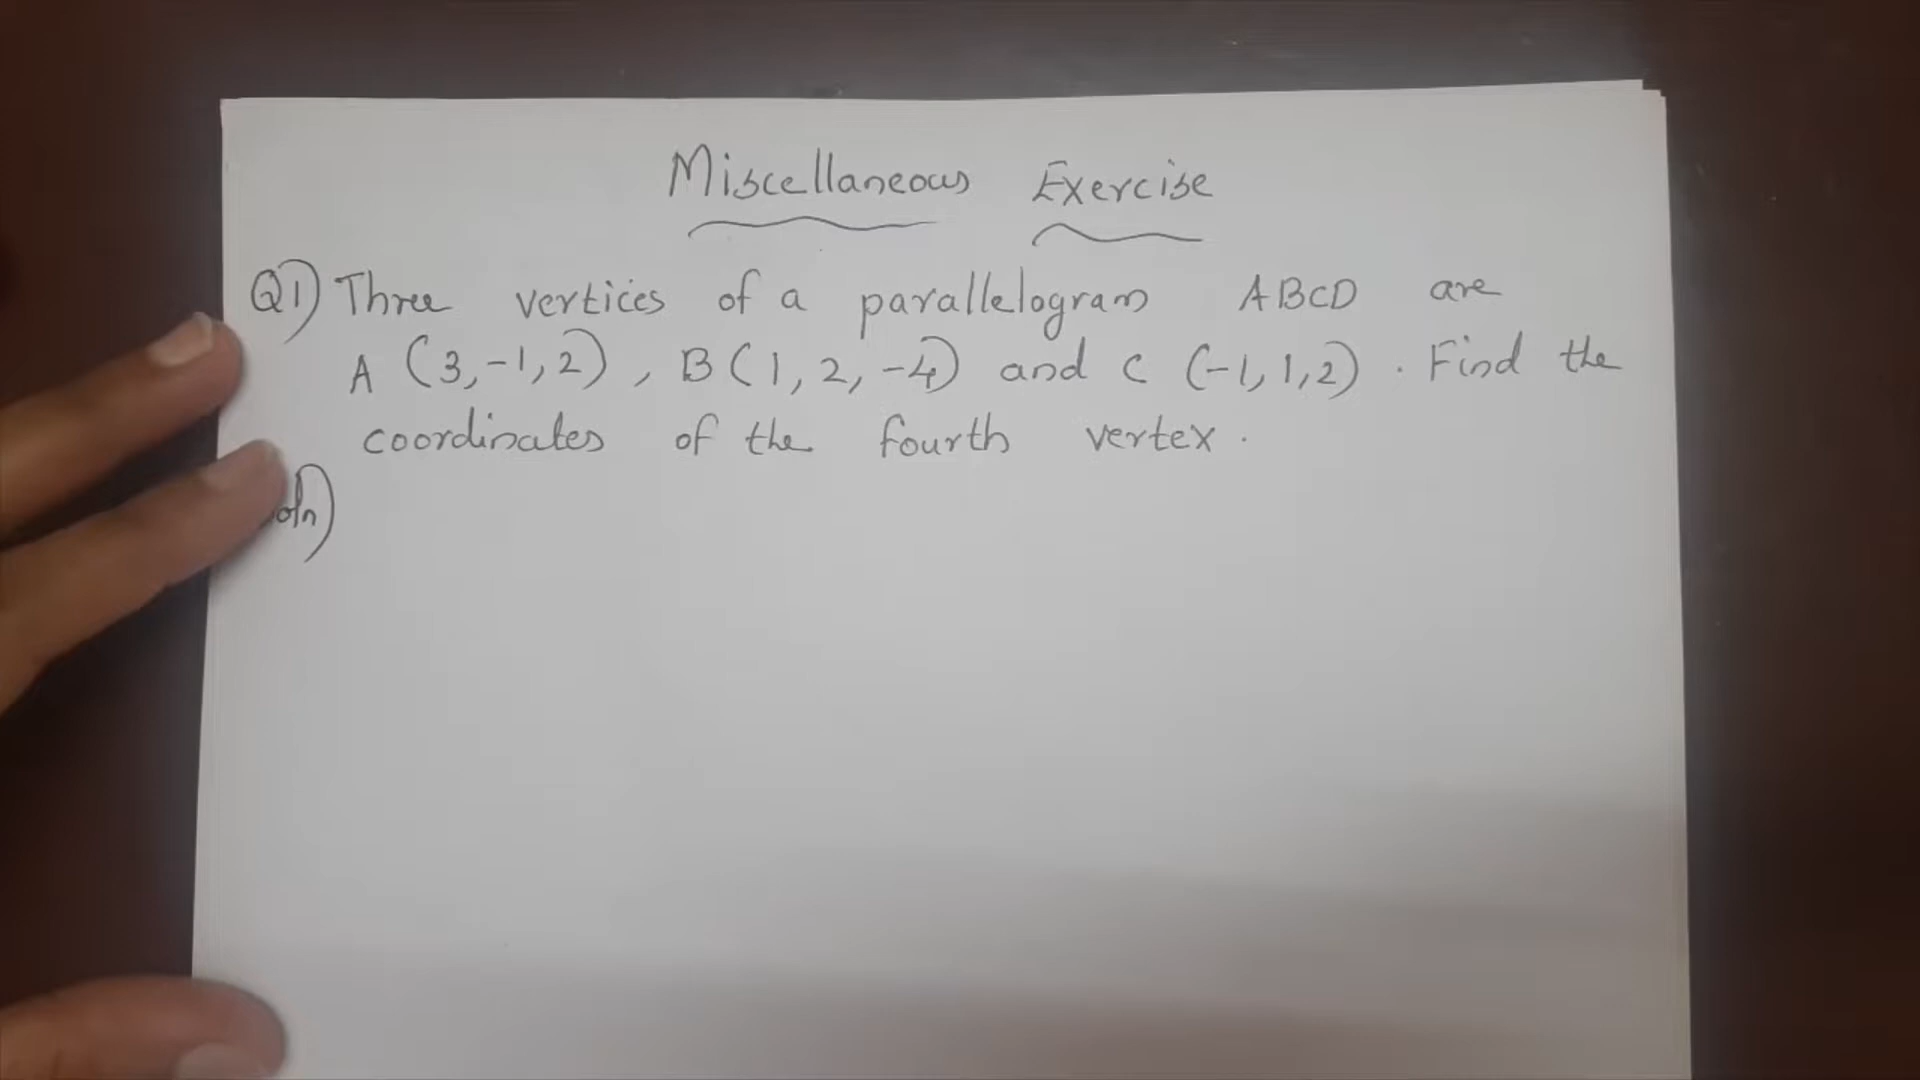 Miscellaneous Exercise
Q1) Three vertices of a parallelogram ABCD are
A (3,-1,2), B (1, 2, -4) and C (-1, 1, 2). Find the
coordinates of the fourth vertex.
oln)